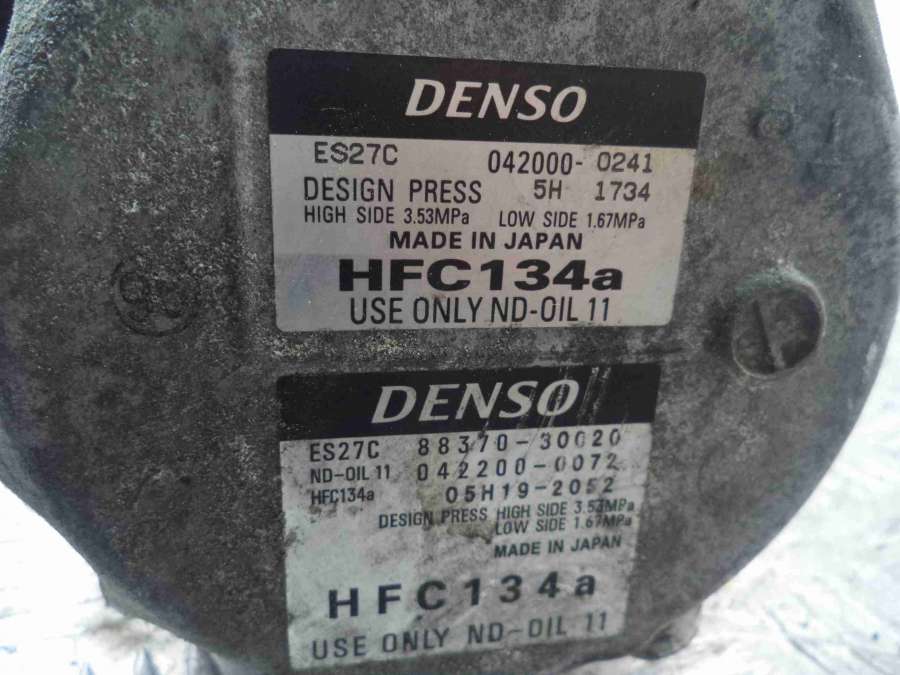 DENSO
ES27C 042000-0241
DESIGN PRESS 5H 1734
HIGH SIDE 3.53MPa LOW SIDE 1.67MPa
MADE IN JAPAN
HFC134a
USE ONLY ND-OIL 11
DENSO
ES27C 88370-30020
ND-OIL 11 042200-0072
HFC134a 05H19-2052
DESIGN PRESS HIGH SIDE 3.53MPa
LOW SIDE 1.67MPa
MADE IN JAPAN
HFC134a
USE ONLY ND-OIL 11